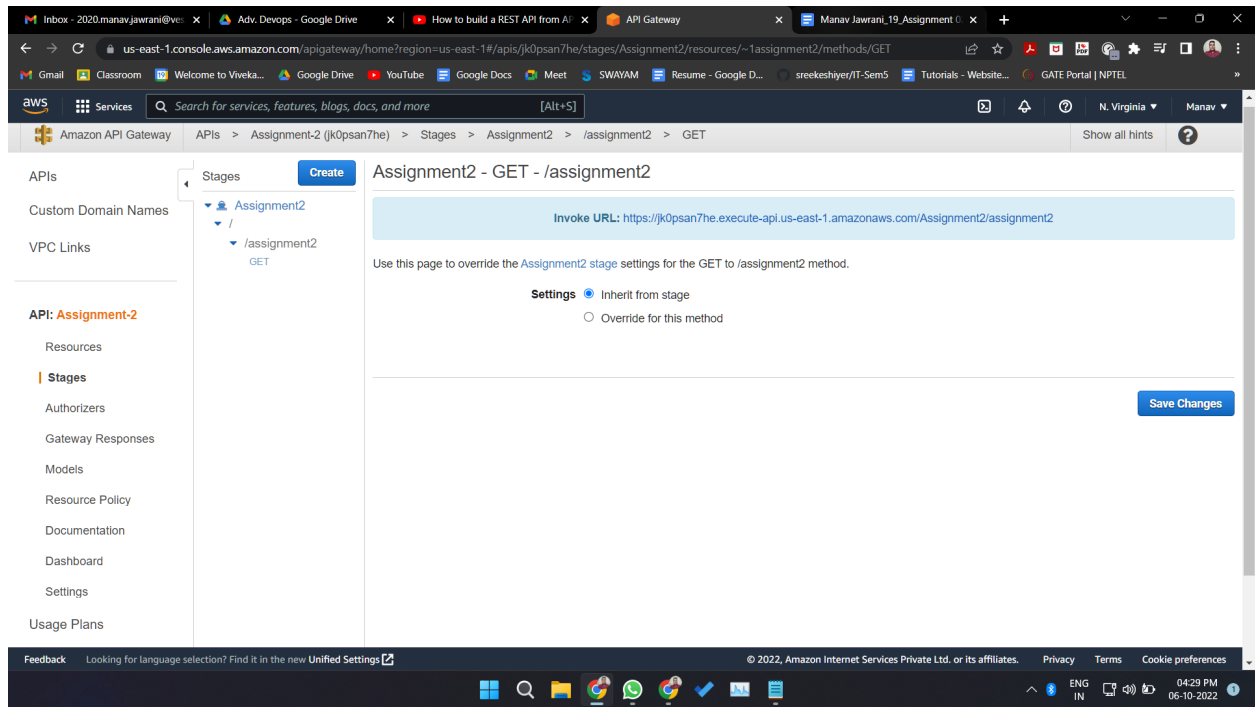 Inbox - 2020.manav.jawrani@ves
Adv. Devops - Google Drive
How to build a REST API from AP
API Gateway
Manav Jawrani_19_Assignment 0
us-east-1.console.aws.amazon.com/apigateway/home?region=us-east-1#/apis/jk0psan7he/stages/Assignment2/resources/~1assignment2/methods/GET
Gmail Classroom Welcome to Viveka... Google Drive YouTube Google Docs Meet SWAYAM Resume - Google D... sreekeshiyer/IT-Sem5 Tutorials - Website... GATE Portal | NPTEL »
aws Services Search for services, features, blogs, docs, and more [Alt+S] N. Virginia ▼ Manav ▼
Amazon API Gateway APIs > Assignment-2 (jk0psan7he) > Stages > Assignment2 > /assignment2 > GET Show all hints ?
APIs
Custom Domain Names
VPC Links
API: Assignment-2
Resources
Stages
Authorizers
Gateway Responses
Models
Resource Policy
Documentation
Dashboard
Settings
Usage Plans
Stages Create
Assignment2
/
/assignment2
GET
Assignment2 - GET - /assignment2
Invoke URL: https://jk0psan7he.execute-api.us-east-1.amazonaws.com/Assignment2/assignment2
Use this page to override the Assignment2 stage settings for the GET to /assignment2 method.
Settings Inherit from stage
Override for this method
Save Changes
Feedback Looking for language selection? Find it in the new Unified Settings © 2022, Amazon Internet Services Private Ltd. or its affiliates. Privacy Terms Cookie preferences
ENG
IN
04:29 PM
06-10-2022
1